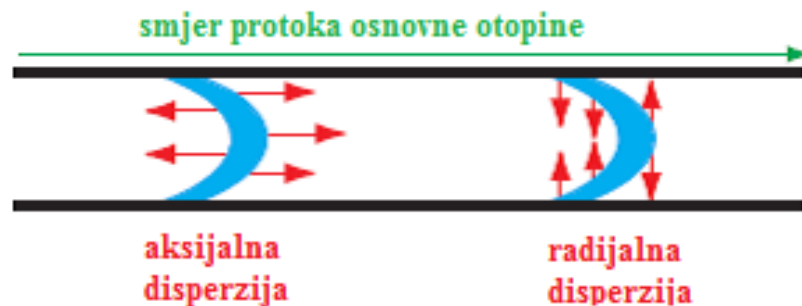 smjer protoka osnovne otopine
aksijalna
disperzija
radijalna
disperzija